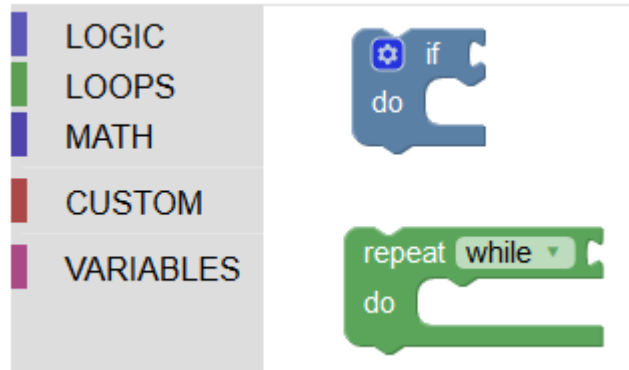 LOGIC
LOOPS
MATH
CUSTOM
VARIABLES
if
do
repeat while
do